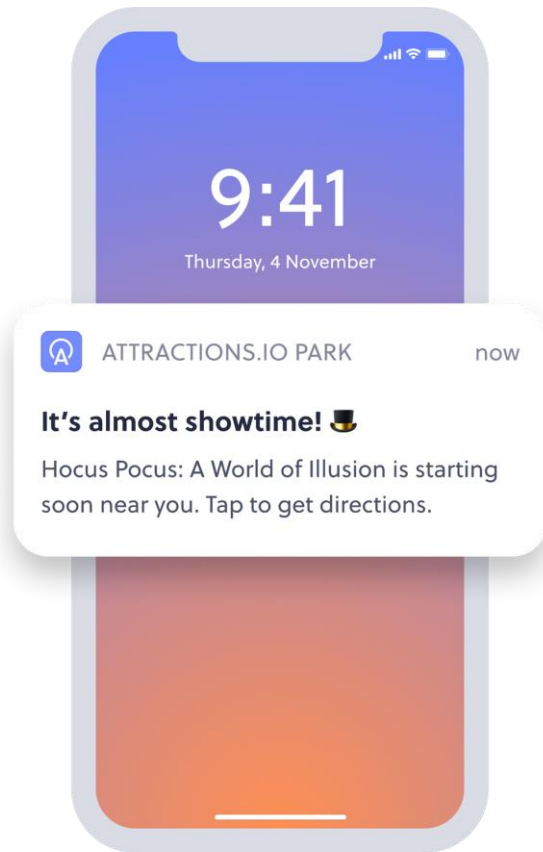 9:41
Thursday, 4 November
ATTRACTIONS.IO PARK now
It’s almost showtime! 🎩
Hocus Pocus: A World of Illusion is starting
soon near you. Tap to get directions.